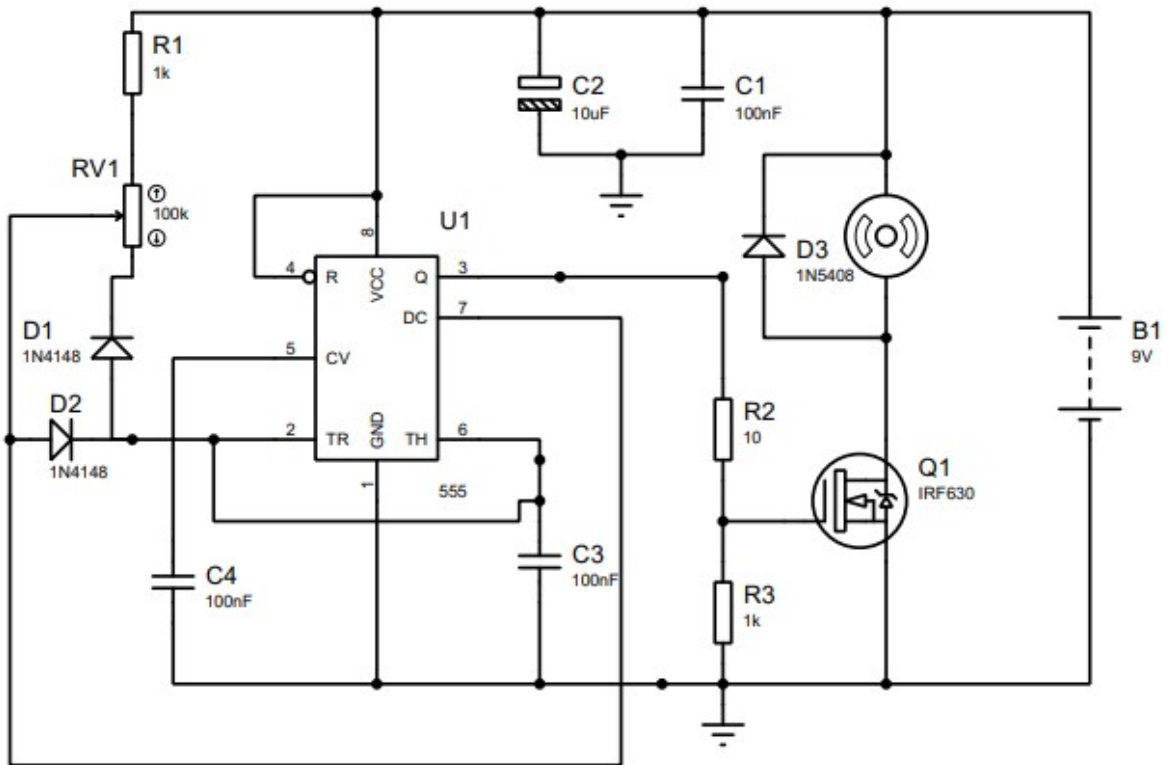 R1
1k
RV1
100k
C2
10uF
C1
100nF
U1
8
VCC
4
R
Q
3
DC
7
5
CV
2
TR
GND
TH
6
1
555
D1
1N4148
D2
1N4148
C4
100nF
C3
100nF
D3
1N5408
R2
10
R3
1k
Q1
IRF630
B1
9V